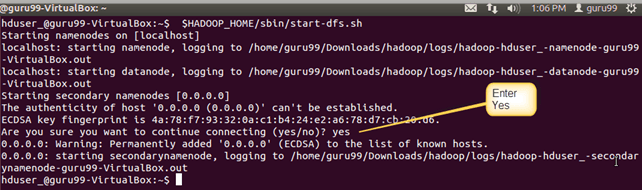 @guru99-VirtualBox: ~
1:06 PM
guru99
hduser_@guru99-VirtualBox:~$ $HADOOP_HOME/sbin/start-dfs.sh
Starting namenodes on [localhost]
localhost: starting namenode, logging to /home/guru99/Downloads/hadoop/logs/hadoop-hduser_-namenode-guru99
-VirtualBox.out
localhost: starting datanode, logging to /home/guru99/Downloads/hadoop/logs/hadoop-hduser_-datanode-guru99
-VirtualBox.out
Starting secondary namenodes [0.0.0.0]
The authenticity of host '0.0.0.0 (0.0.0.0)' can't be established.
ECDSA key fingerprint is 4a:78:f7:93:32:0a:c1:b4:24:e2:a6:78:d7:cb:20:d6.
Are you sure you want to continue connecting (yes/no)? yes
0.0.0.0: Warning: Permanently added '0.0.0.0' (ECDSA) to the list of known hosts.
0.0.0.0: starting secondarynamenode, logging to /home/guru99/Downloads/hadoop/logs/hadoop-hduser_-secondar
ynamenode-guru99-VirtualBox.out
hduser_@guru99-VirtualBox:~$
Enter
Yes